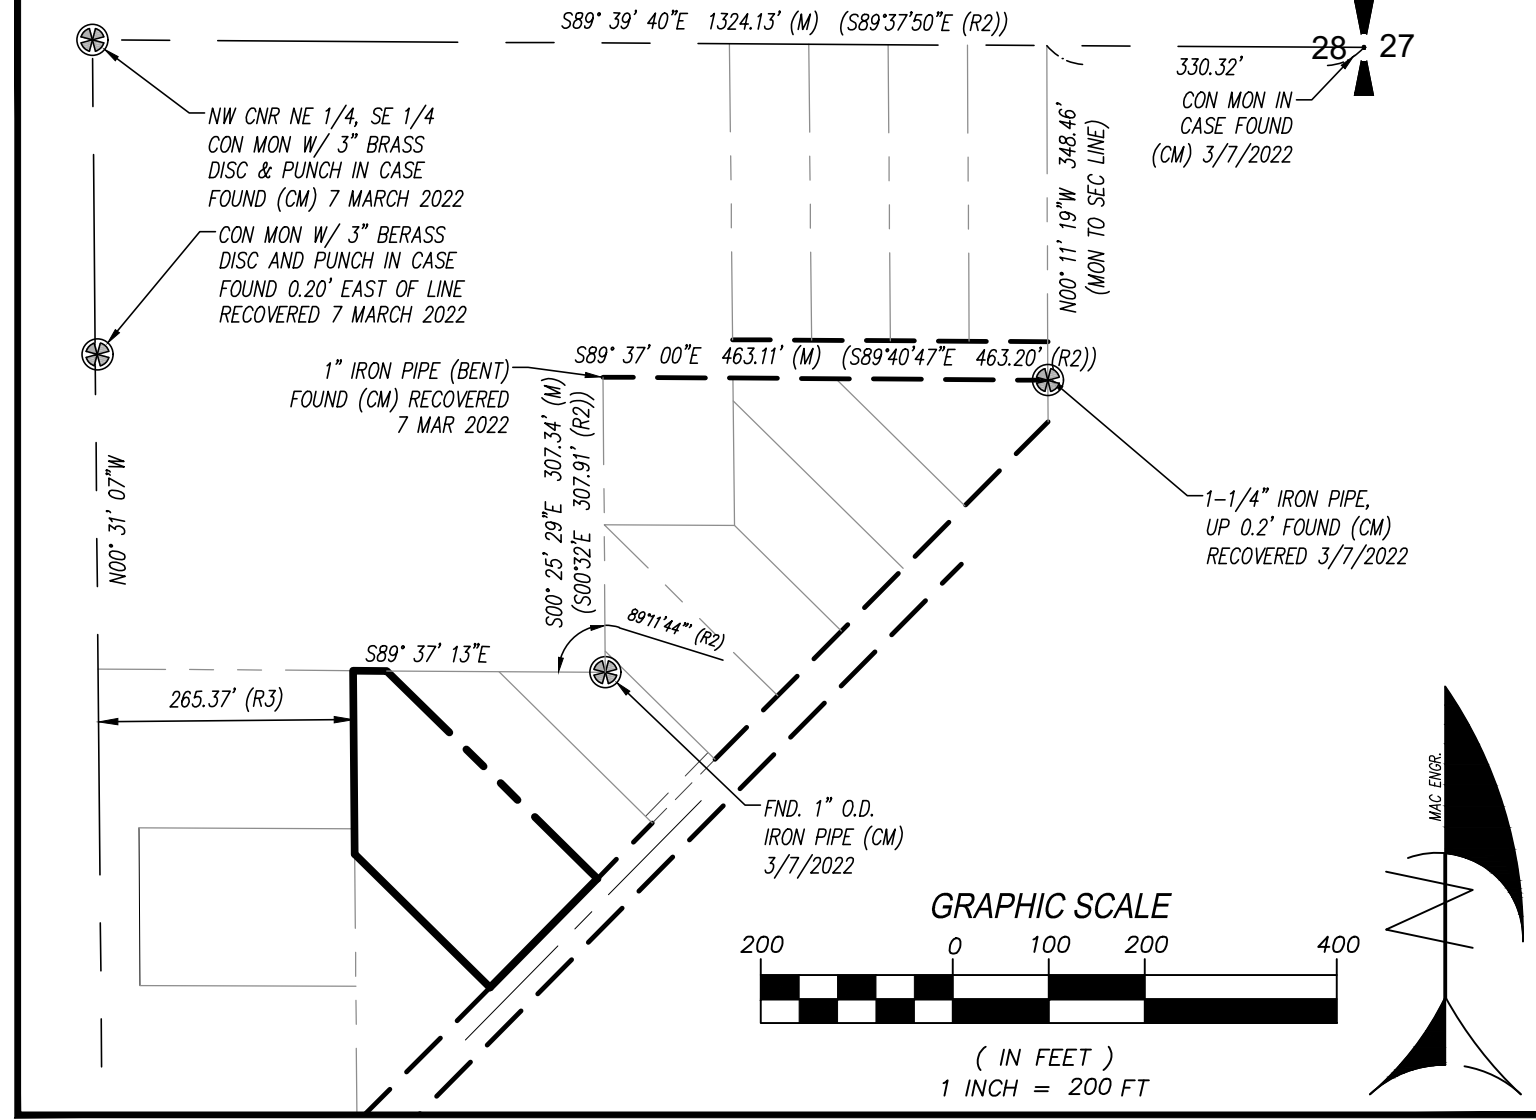 S89° 39' 40"E 1324.13' (M) (S89°37'50"E (R2))
28 27
330.32'
CON MON IN
CASE FOUND
(CM) 3/7/2022
NW CNR NE 1/4, SE 1/4
CON MON W/ 3" BRASS
DISC & PUNCH IN CASE
FOUND (CM) 7 MARCH 2022
N00° 11' 19"W 348.46'
(MON TO SEC LINE)
CON MON W/ 3" BERASS
DISC AND PUNCH IN CASE
FOUND 0.20' EAST OF LINE
RECOVERED 7 MARCH 2022
S89° 37' 00"E 463.11' (M) (S89°40'47"E 463.20' (R2))
1" IRON PIPE (BENT)
FOUND (CM) RECOVERED
7 MAR 2022
S00° 25' 29"E 307.34' (M)
(S00°32'E 307.91' (R2))
N00° 31' 07"W
1-1/4" IRON PIPE,
UP 0.2' FOUND (CM)
RECOVERED 3/7/2022
89°11'44"' (R2)
S89° 37' 13"E
265.37' (R3)
FND. 1" O.D.
IRON PIPE (CM)
3/7/2022
MAC ENGR.
GRAPHIC SCALE
200 0 100 200 400
( IN FEET )
1 INCH = 200 FT